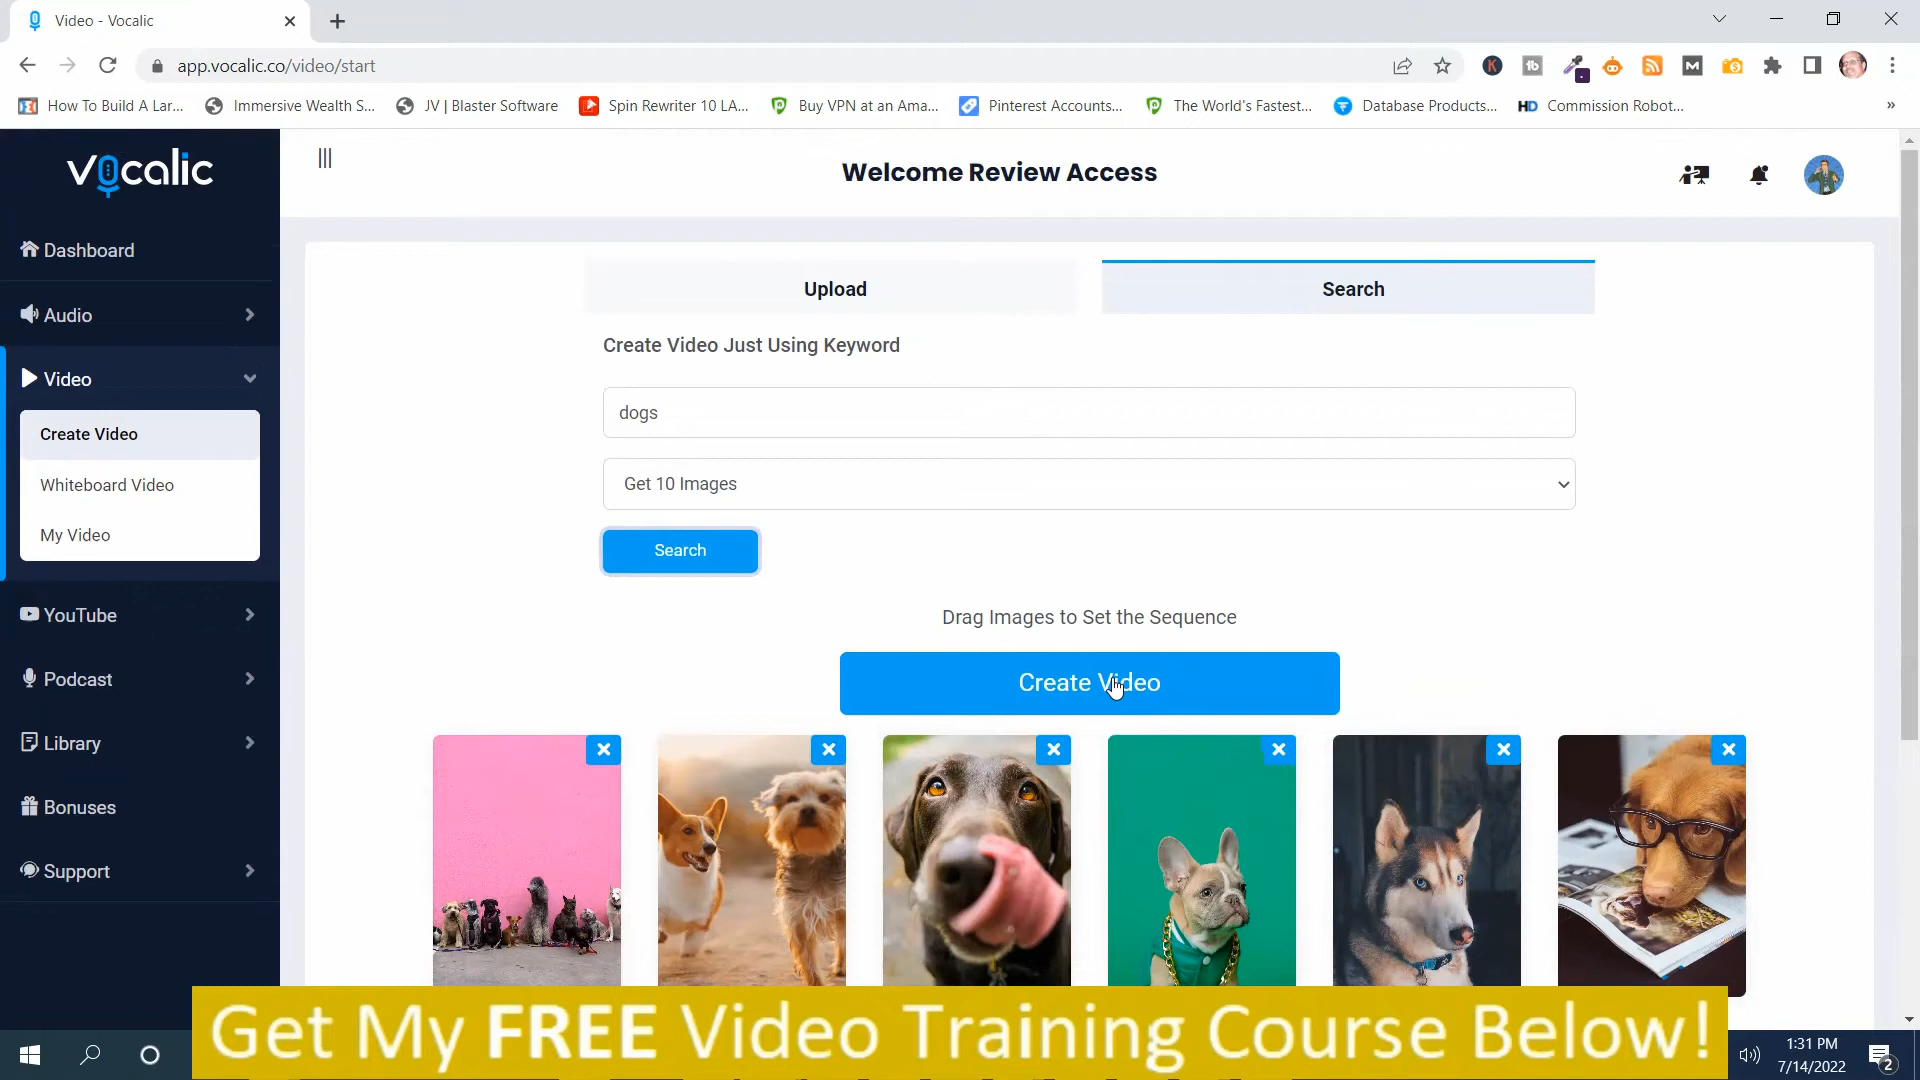 Video - Vocalic
app.vocalic.co/video/start
How To Build A Lar...
Immersive Wealth S...
JV | Blaster Software
Spin Rewriter 10 LA...
Buy VPN at an Ama...
Pinterest Accounts...
The World's Fastest...
Database Products...
HD Commission Robot...
»
vocalic
Welcome Review Access
Dashboard
Audio
Video
Create Video
Whiteboard Video
My Video
YouTube
Podcast
Library
Bonuses
Support
Upload
Search
Create Video Just Using Keyword
dogs
Get 10 Images
Search
Drag Images to Set the Sequence
Create Video
Get My FREE Video Training Course Below!
1:31 PM
7/14/2022
2